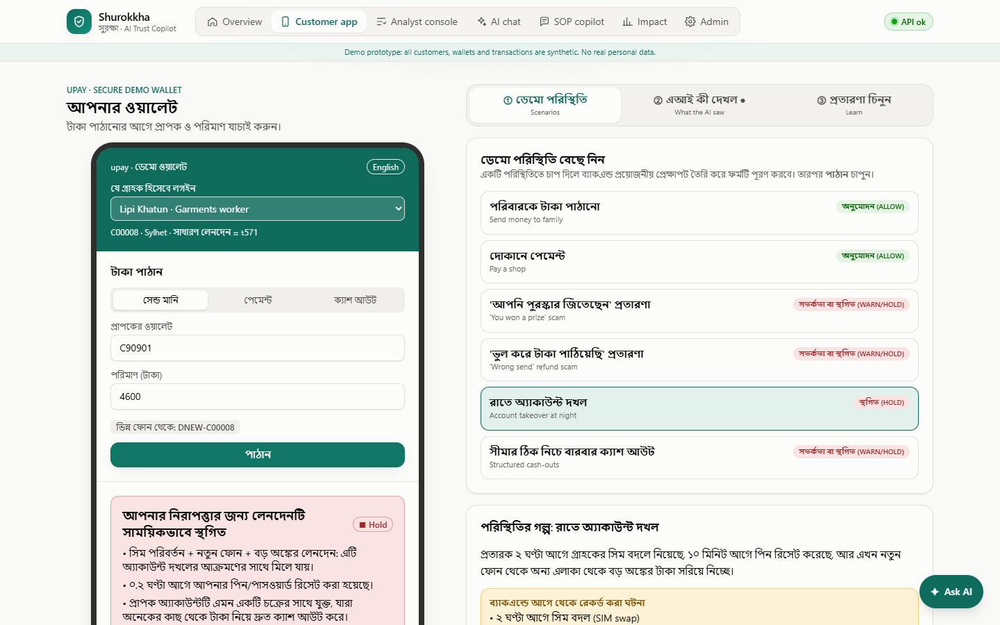 Shurokkha
সুরক্ষা · AI Trust Copilot
Overview
Customer app
Analyst console
AI chat
SOP copilot
Impact
Admin
API ok
Demo prototype: all customers, wallets and transactions are synthetic. No real personal data.
UPAY · SECURE DEMO WALLET
আপনার ওয়ালেট
টাকা পাঠানোর আগে প্রাপক ও পরিমাণ যাচাই করুন।
upay · ডেমো ওয়ালেট
English
যে গ্রাহক হিসেবে লগইন
Lipi Khatun · Garments worker
C00008 · Sylhet · সাধারণ লেনদেন ≈ ৳571
টাকা পাঠান
সেন্ড মানি
পেমেন্ট
ক্যাশ আউট
প্রাপকের ওয়ালেট
C90901
পরিমাণ (টাকা)
4600
ভিন্ন ফোন থেকে: DNEW-C00008
পাঠান
আপনার নিরাপত্তার জন্য লেনদেনটি
সাময়িকভাবে স্থগিত
Hold
• সিম পরিবর্তন + নতুন ফোন + বড় অঙ্কের লেনদেন: এটি
অ্যাকাউন্ট দখলের আক্রমণের সাথে মিলে যায়।
• ০.২ ঘণ্টা আগে আপনার পিন/পাসওয়ার্ড রিসেট করা হয়েছে।
• প্রাপক অ্যাকাউন্টটি এমন একটি চক্রের সাথে যুক্ত, যারা
অনেকের কাছ থেকে টাকা নিয়ে দ্রুত ক্যাশ আউট করে।
① ডেমো পরিস্থিতি
Scenarios
② এআই কী দেখল ●
What the AI saw
③ প্রতারণা চিনুন
Learn
ডেমো পরিস্থিতি বেছে নিন
একটি পরিস্থিতিতে চাপ দিলে ব্যাকএন্ড প্রয়োজনীয় প্রেক্ষাপট তৈরি করে ফর্মটি পূরণ করবে। তারপর পাঠান চাপুন।
পরিবারকে টাকা পাঠানো
Send money to family
অনুমোদন (ALLOW)
দোকানে পেমেন্ট
Pay a shop
অনুমোদন (ALLOW)
'আপনি পুরস্কার জিতেছেন' প্রতারণা
'You won a prize' scam
সতর্কতা বা স্থগিত (WARN/HOLD)
'ভুল করে টাকা পাঠিয়েছি' প্রতারণা
'Wrong send' refund scam
সতর্কতা বা স্থগিত (WARN/HOLD)
রাতে অ্যাকাউন্ট দখল
Account takeover at night
স্থগিত (HOLD)
সীমার ঠিক নিচে বারবার ক্যাশ আউট
Structured cash-outs
সতর্কতা বা স্থগিত (WARN/HOLD)
পরিস্থিতির গল্প: রাতে অ্যাকাউন্ট দখল
প্রতারক ২ ঘণ্টা আগে গ্রাহকের সিম বদলে নিয়েছে, ১০ মিনিট আগে পিন রিসেট করেছে, আর এখন নতুন
ফোন থেকে অন্য এলাকা থেকে বড় অঙ্কের টাকা সরিয়ে নিচ্ছে।
ব্যাকএন্ডে আগে থেকে রেকর্ড করা ঘটনা
• ২ ঘণ্টা আগে সিম বদল (SIM swap)
Ask AI